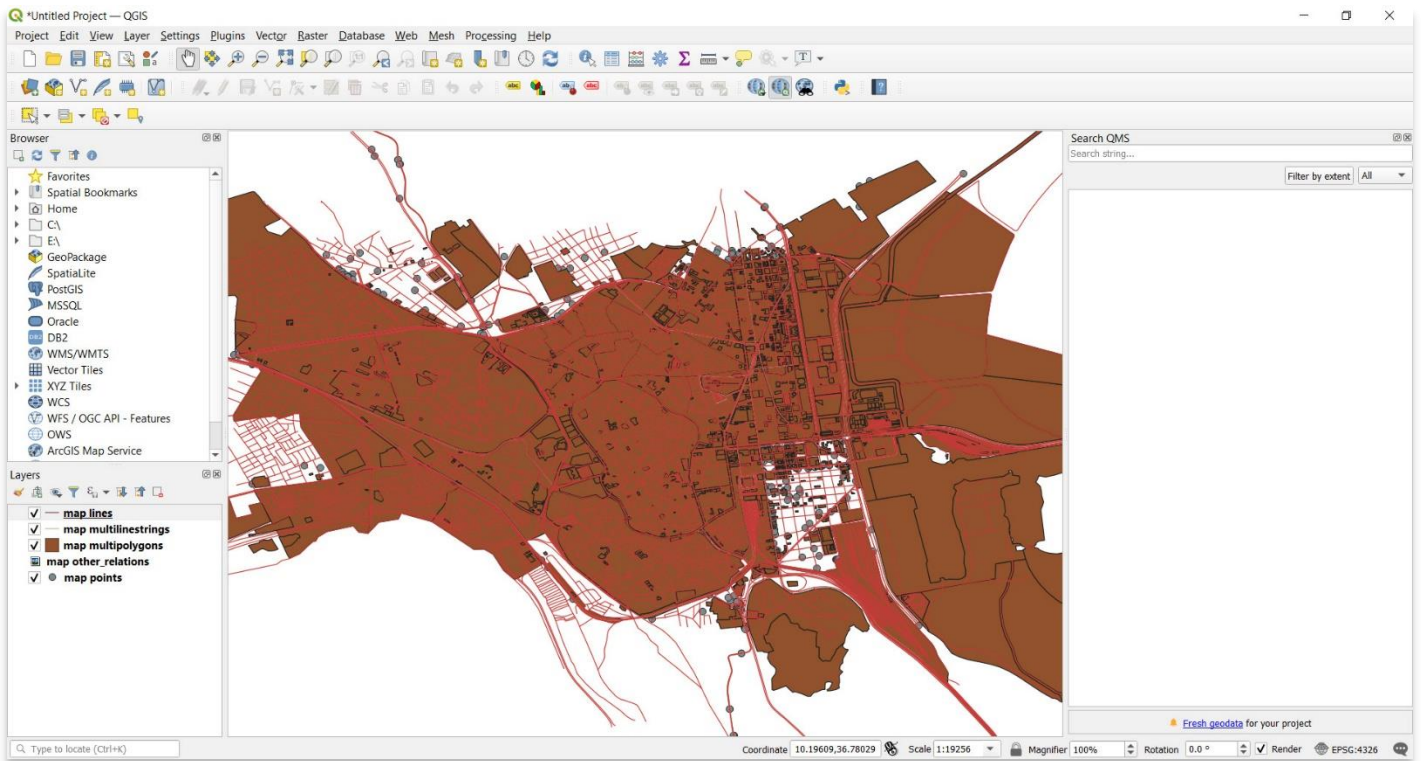 *Untitled Project — QGIS
Project Edit View Layer Settings Plugins Vector Raster Database Web Mesh Processing Help
Browser
Favorites
Spatial Bookmarks
Home
C:\
E:\
GeoPackage
SpatiaLite
PostGIS
MSSQL
Oracle
DB2
WMS/WMTS
Vector Tiles
XYZ Tiles
WCS
WFS / OGC API - Features
OWS
ArcGIS Map Service
Layers
map lines
map multilinestrings
map multipolygons
map other_relations
map points
Search QMS
Search string...
Filter by extent All
Fresh geodata for your project
Type to locate (Ctrl+K) Coordinate 10.19609,36.78029 Scale 1:19256 Magnifier 100% Rotation 0.0 ° Render EPSG:4326